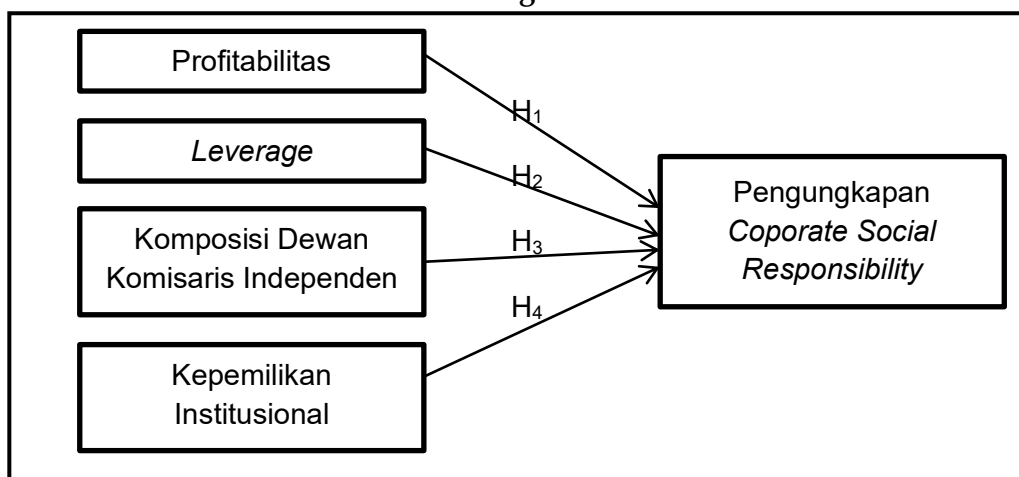 Profitabilitas
H1
Leverage
H2
Komposisi Dewan
Komisaris Independen
H3
H4
Kepemilikan
Institusional
Pengungkapan
Coporate Social
Responsibility